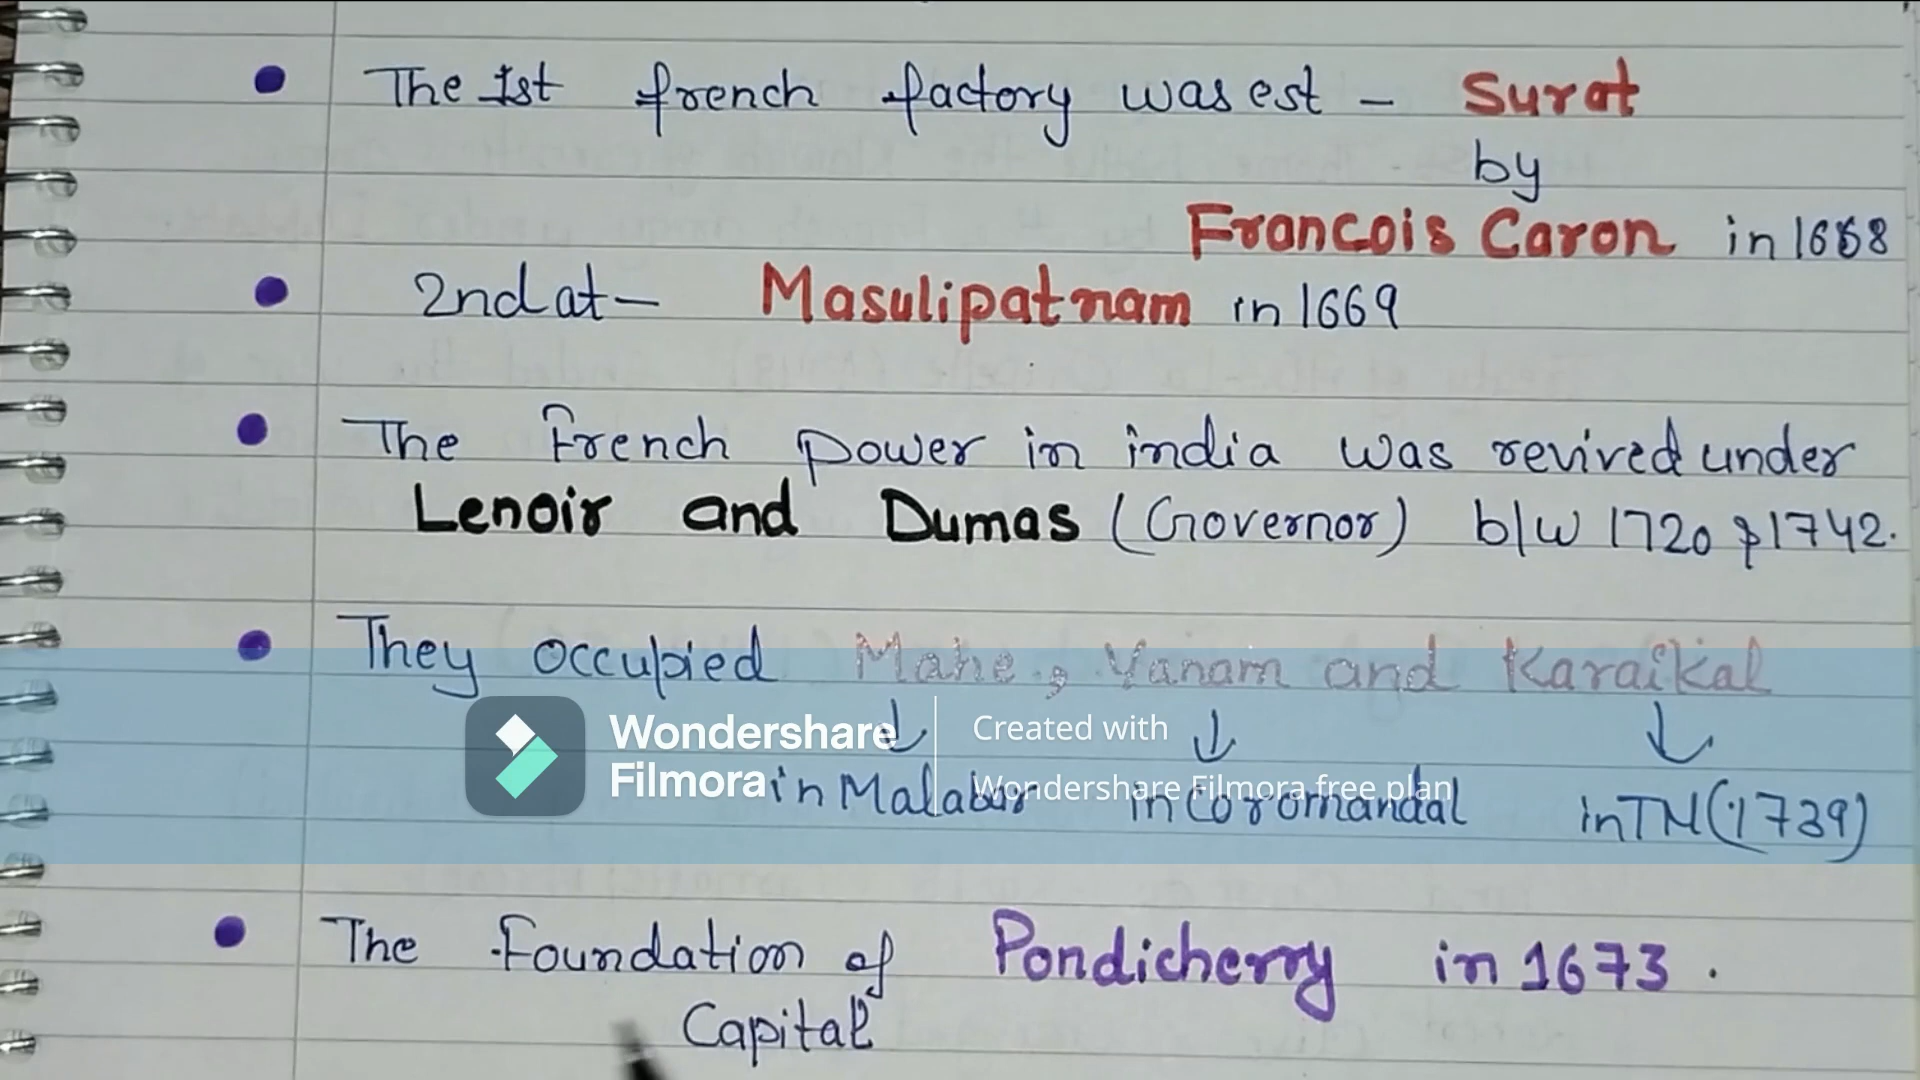 The 1st french factory was est – Surat
by
Francois Caron in 1668
2nd at – Masulipatnam in 1669
The French power in india was revived under
Lenoir and Dumas (Governor) b/w 1720 & 1742.
They occupied Mahe, Yanam and Karaikal
↓ ↓ ↓
in Malabar in Coromandal in TN (1739)
Wondershare Filmora
Created with
Wondershare Filmora free plan
The Foundation of Pondicherry in 1673.
Capital